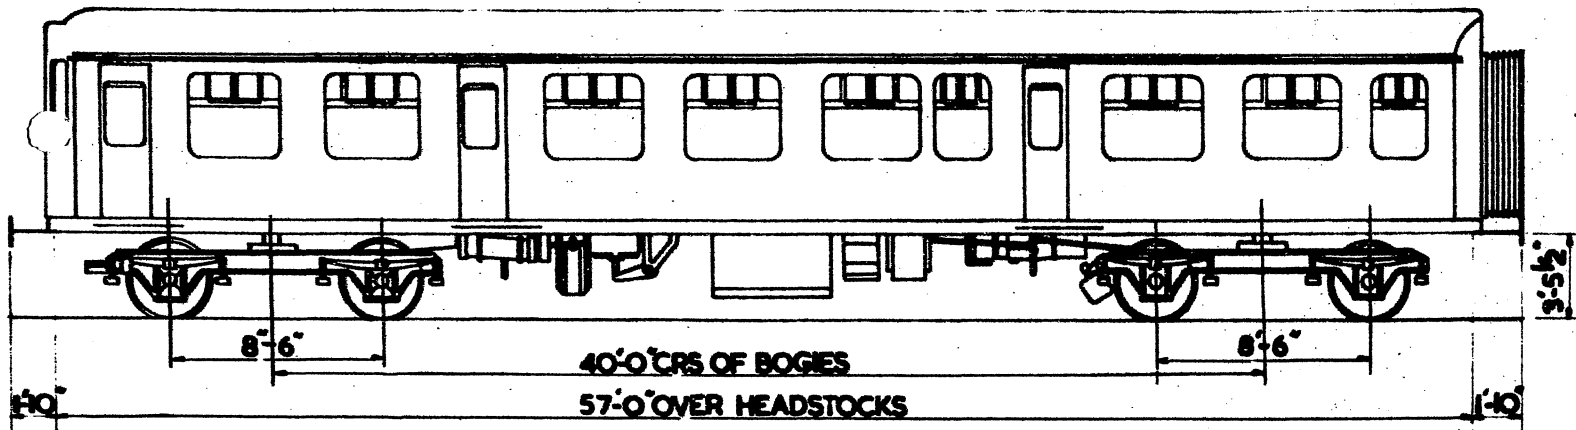 3'-5½"
8'-6" 8'-6"
40'-0" CRS OF BOGIES
1'-10" 57'-0" OVER HEADSTOCKS 1'-10"